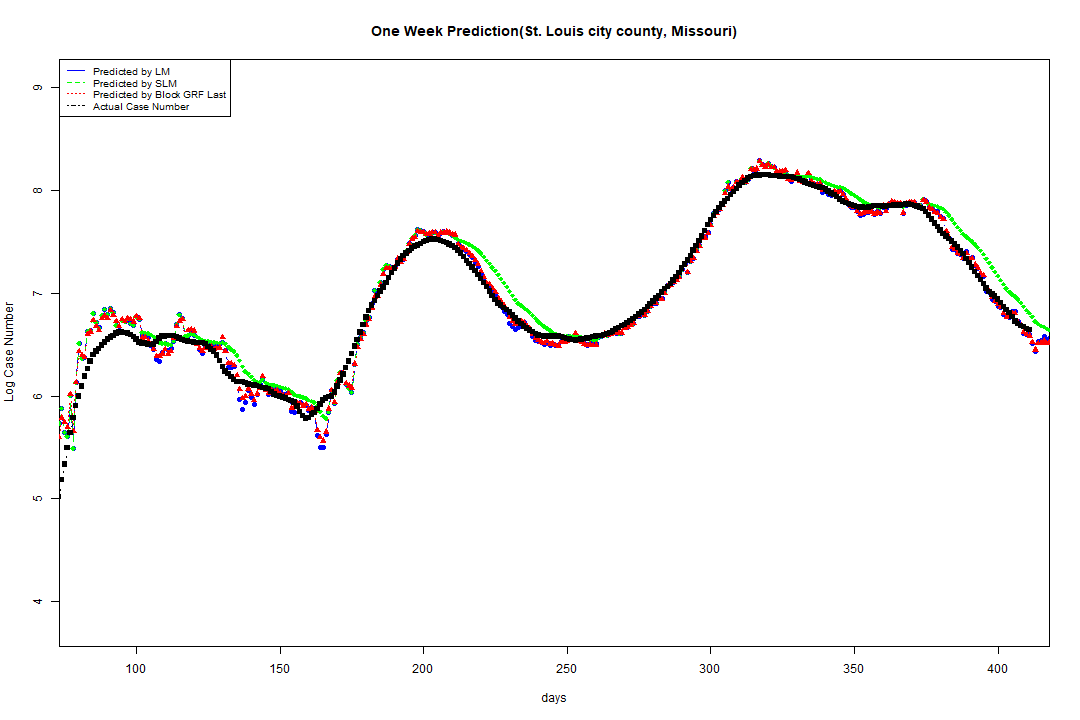 One Week Prediction(St. Louis city county, Missouri)
Predicted by LM
Predicted by SLM
Predicted by Block GRF Last
Actual Case Number
9
8
7
6
5
4
Log Case Number
100 150 200 250 300 350 400
days